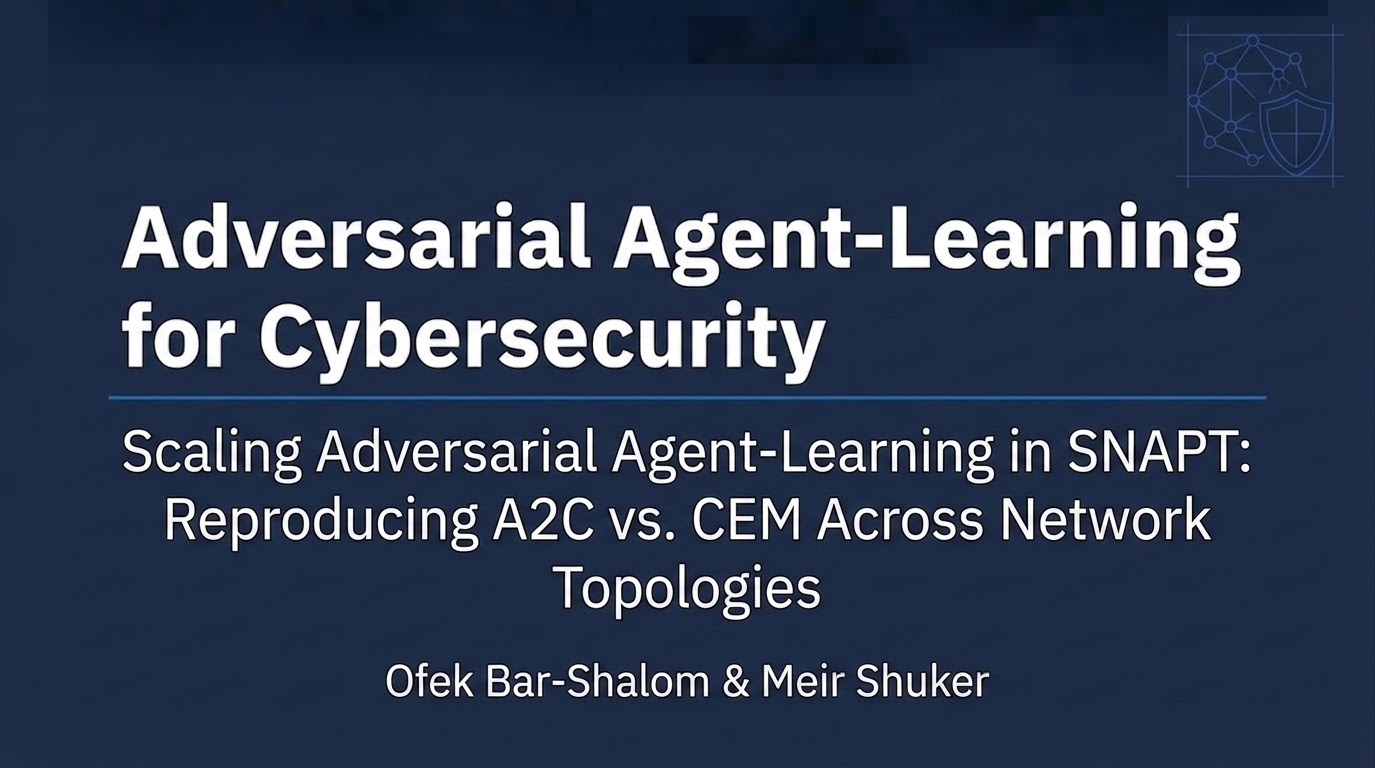 Adversarial Agent-Learning
for Cybersecurity
Scaling Adversarial Agent-Learning in SNAPT:
Reproducing A2C vs. CEM Across Network
Topologies
Ofek Bar-Shalom & Meir Shuker